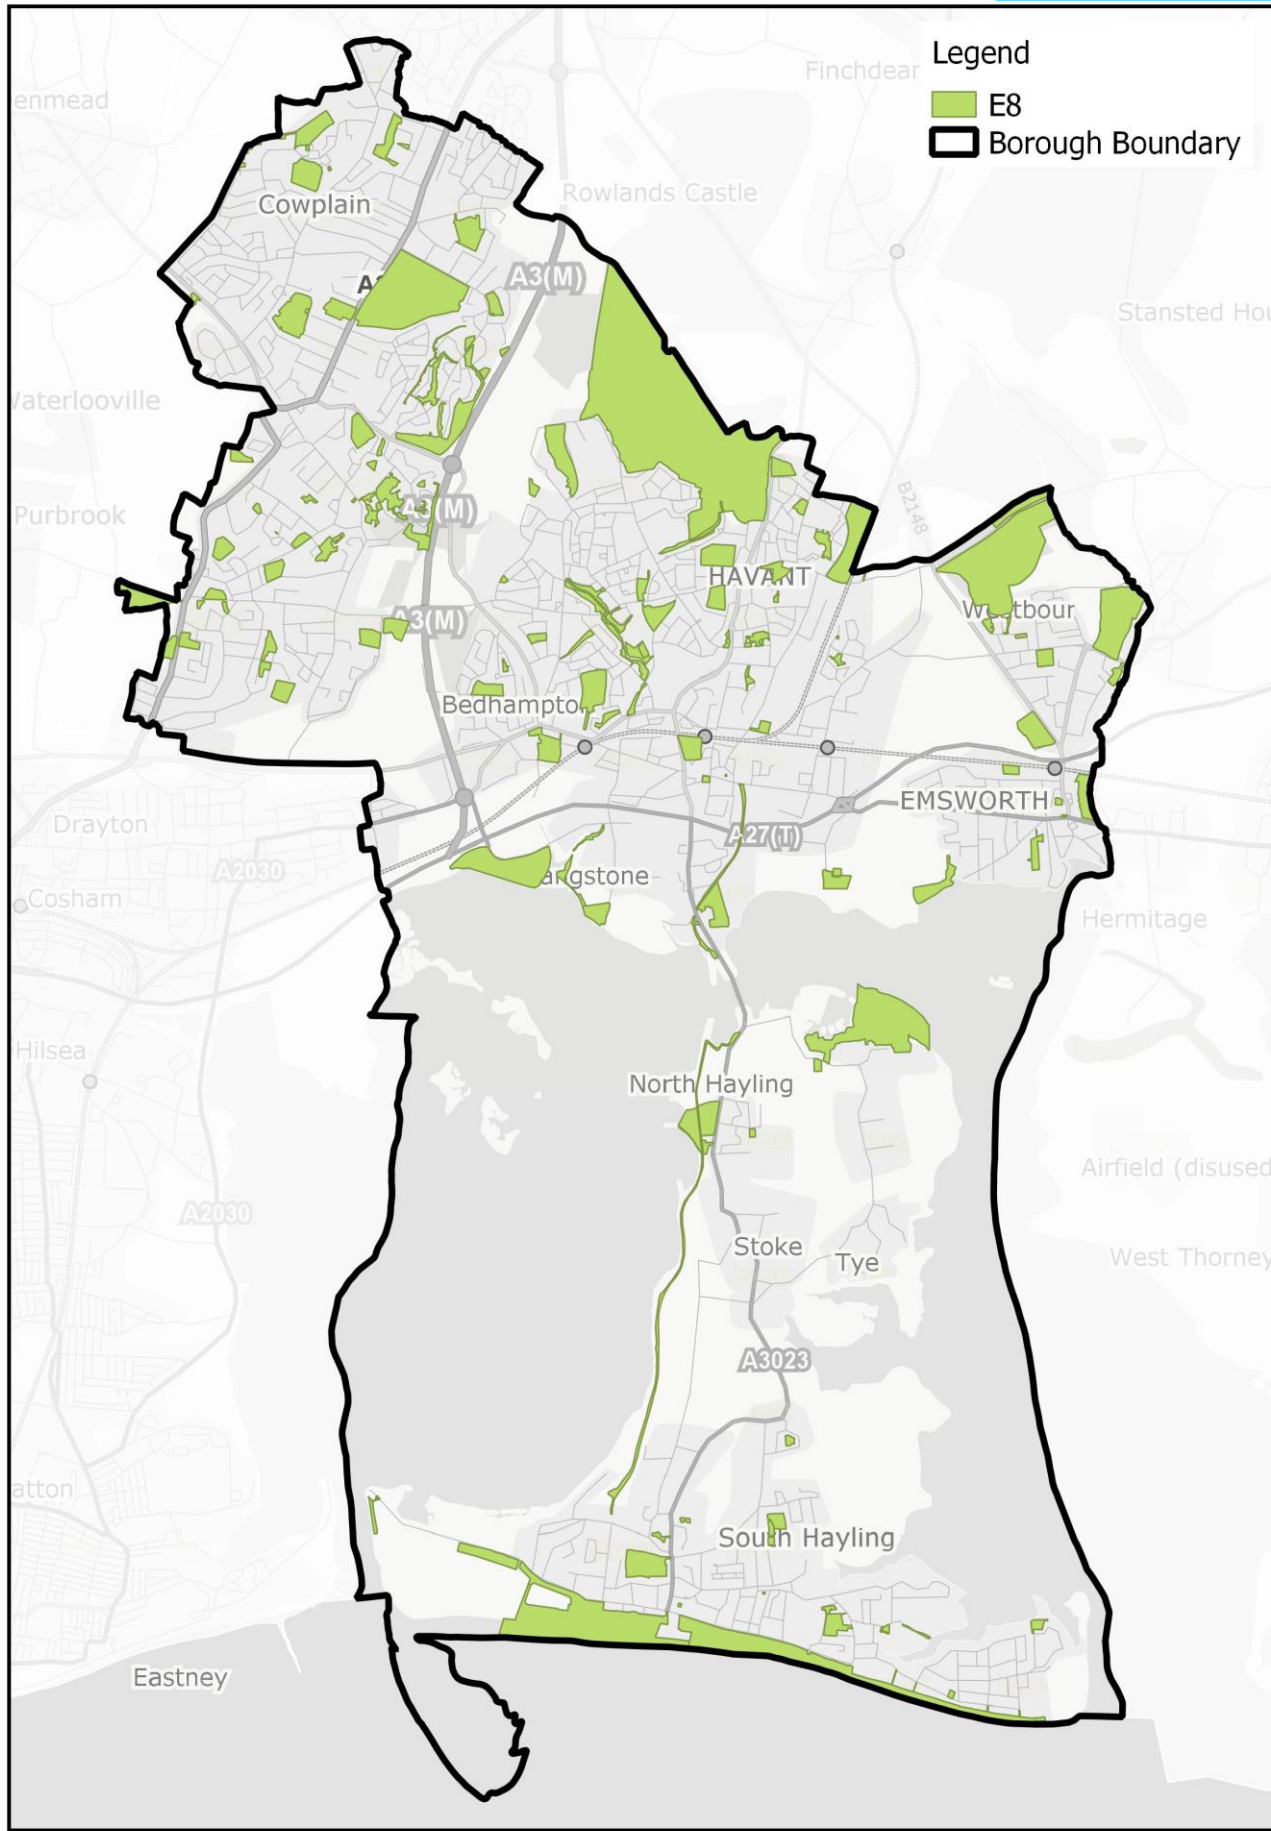 Legend
E8
Borough Boundary
Finchdear
enmead
Rowlands Castle
Cowplain
A3(M)
Stansted Hou
Waterlooville
B2148
Purbrook
A3(M)
HAVANT
Westbour
A3(M)
Bedhampto
EMSWORTH
Drayton
A27(T)
A2030
angstone
Cosham
Hermitage
Hilsea
North Hayling
Airfield (disused
A2030
Stoke
Tye
West Thorney
A3023
atton
South Hayling
Eastney